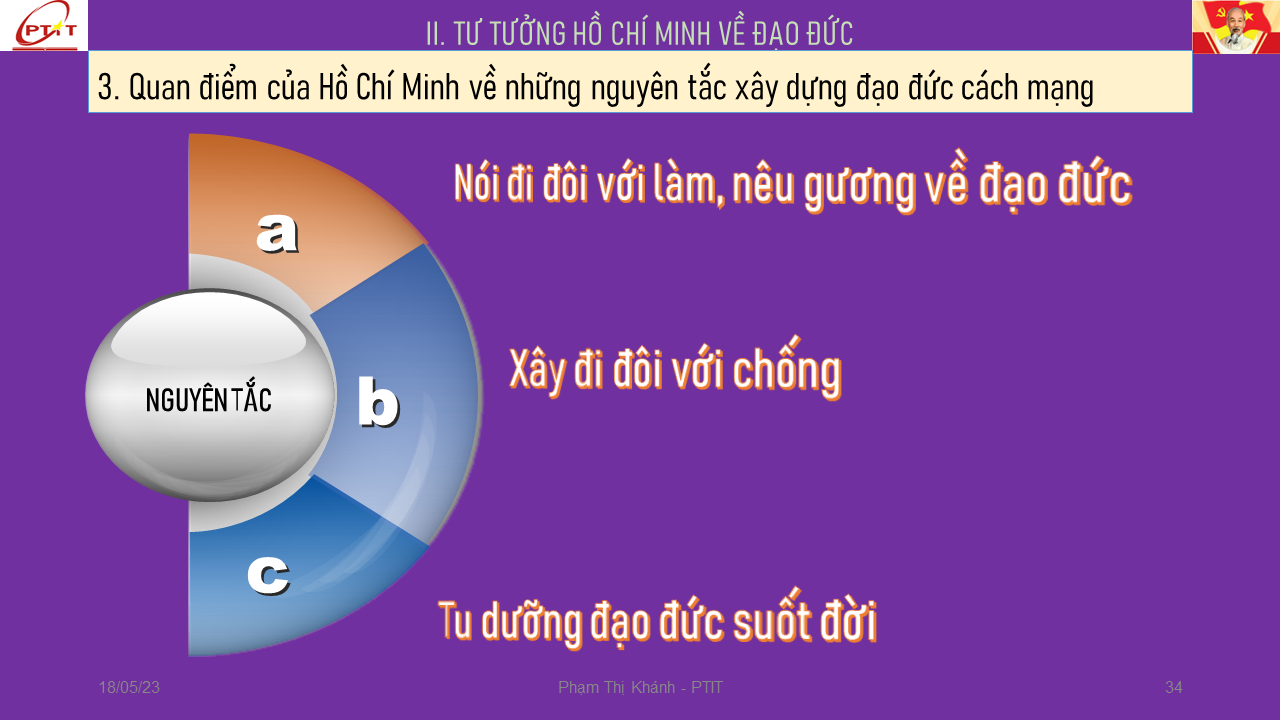 PTIT
II. TƯ TƯỞNG HỒ CHÍ MINH VỀ ĐẠO ĐỨC
3. Quan điểm của Hồ Chí Minh về những nguyên tắc xây dựng đạo đức cách mạng
a
Nói đi đôi với làm, nêu gương về đạo đức
NGUYÊN TẮC
b
Xây đi đôi với chống
c
Tu dưỡng đạo đức suốt đời
18/05/23
Phạm Thị Khánh - PTIT
34